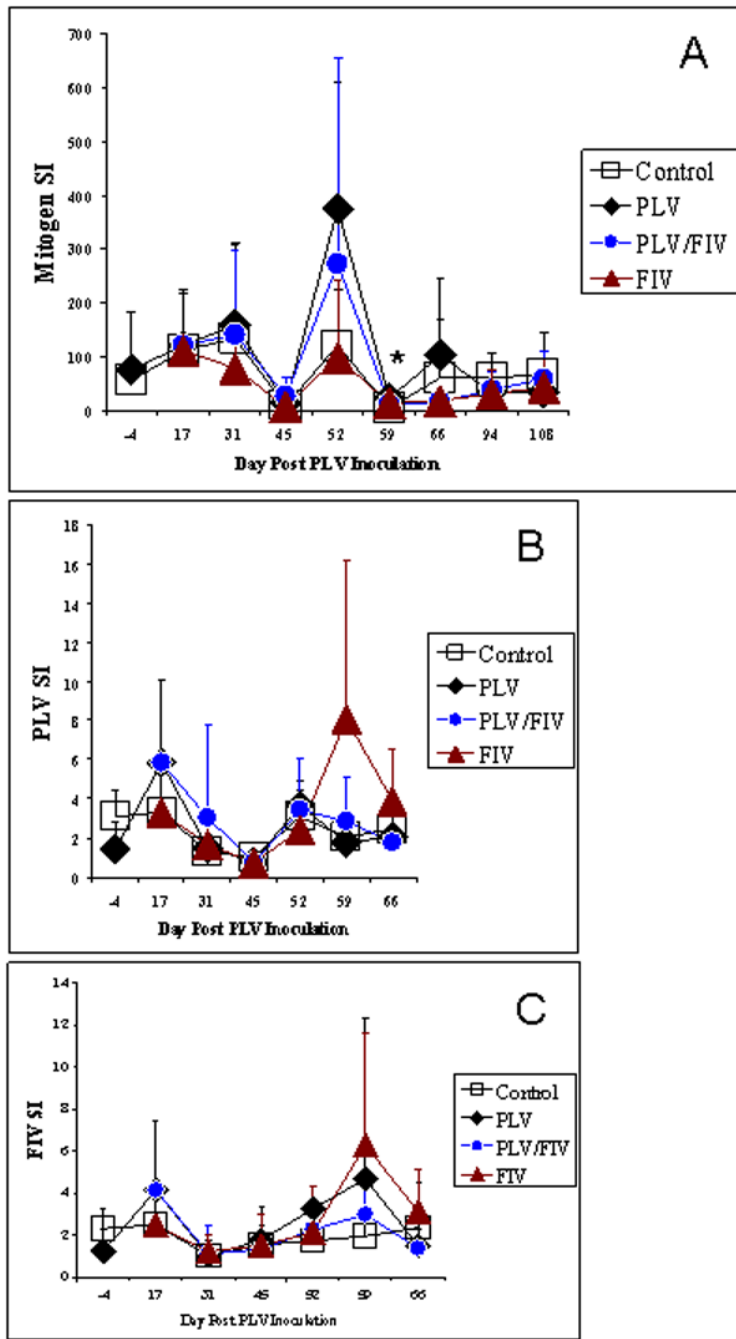 A
700
600
500
400
300
200
100
0
Mitogen SI
*
-4 17 31 45 52 59 66 94 108
Day Post PLV Inoculation
Control
PLV
PLV/FIV
FIV
B
18
16
14
12
10
8
6
4
2
0
PLV SI
-4 17 31 45 52 59 66
Day Post PLV Inoculation
Control
PLV
PLV/FIV
FIV
C
14
12
10
8
6
4
2
0
FIV SI
-4 17 31 45 52 59 66
Day Post PLV Inoculation
Control
PLV
PLV/FIV
FIV